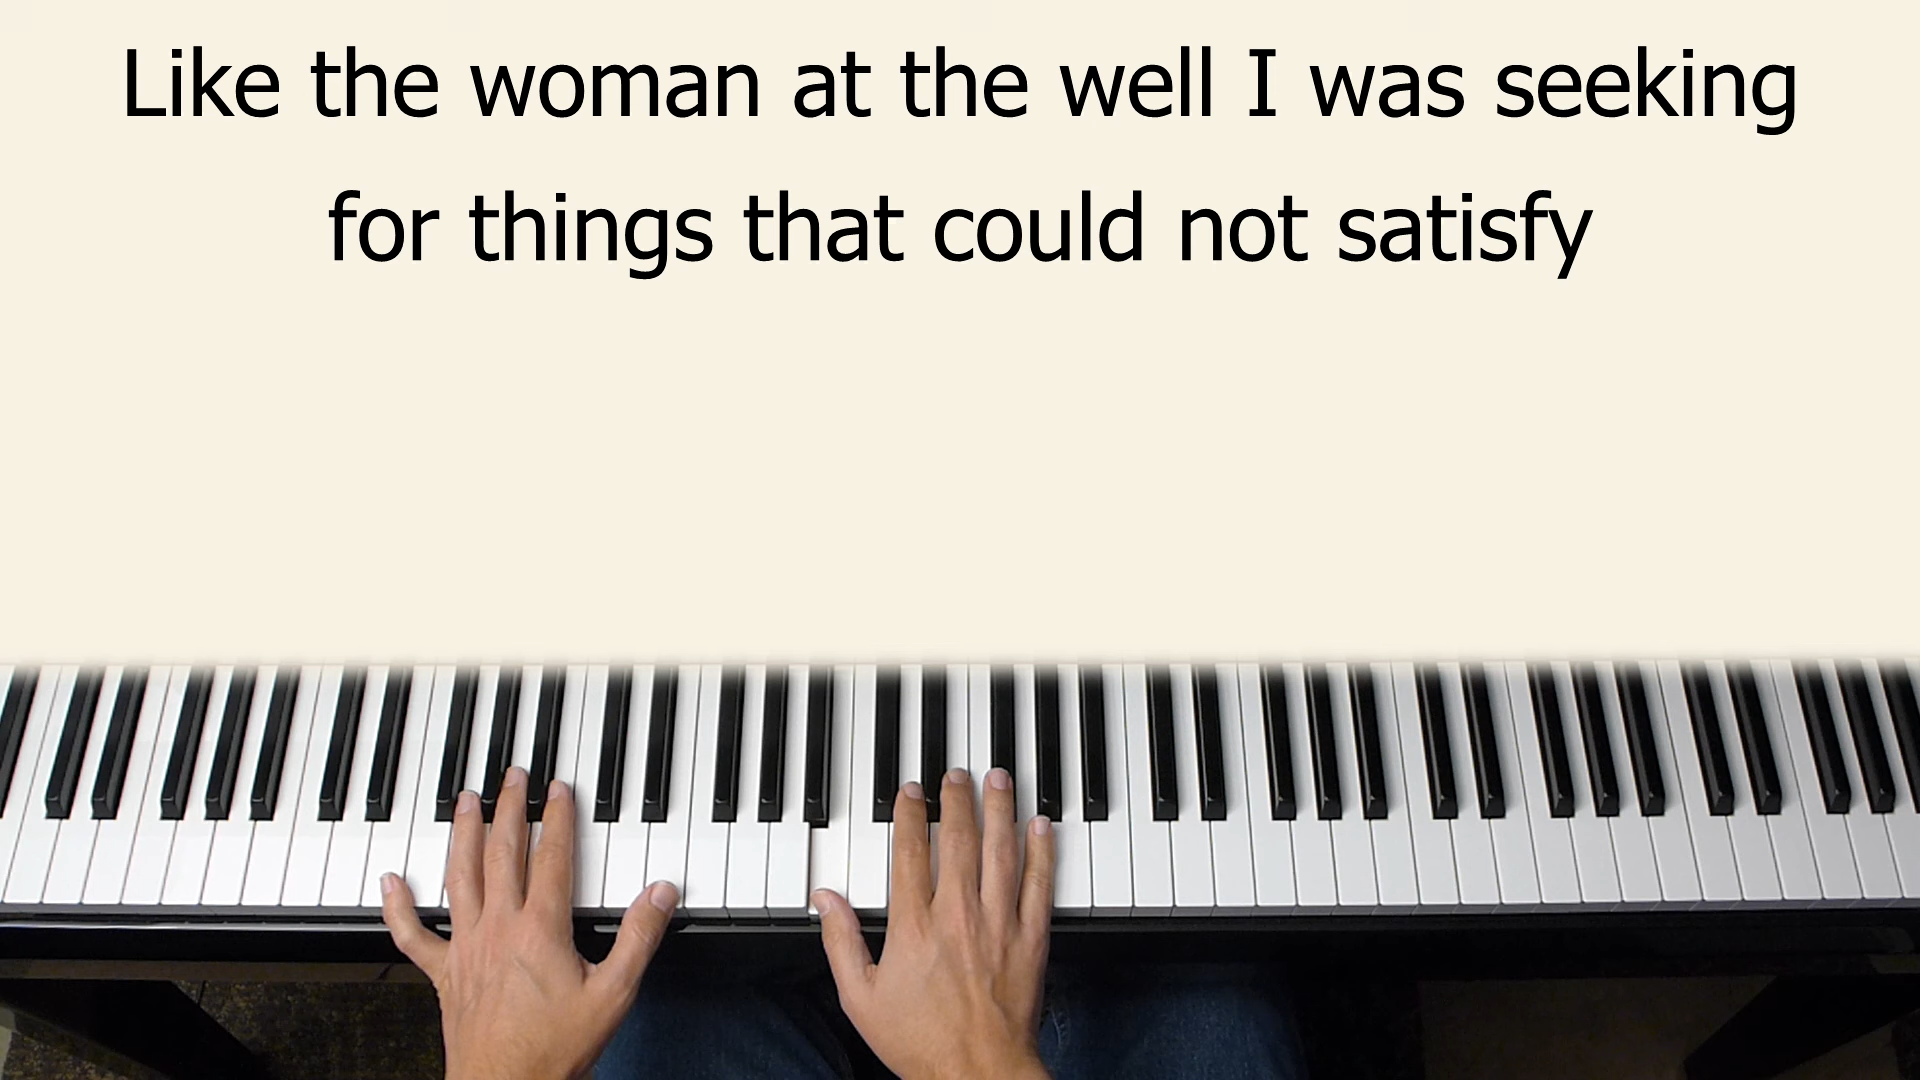 Like the woman at the well I was seeking
for things that could not satisfy